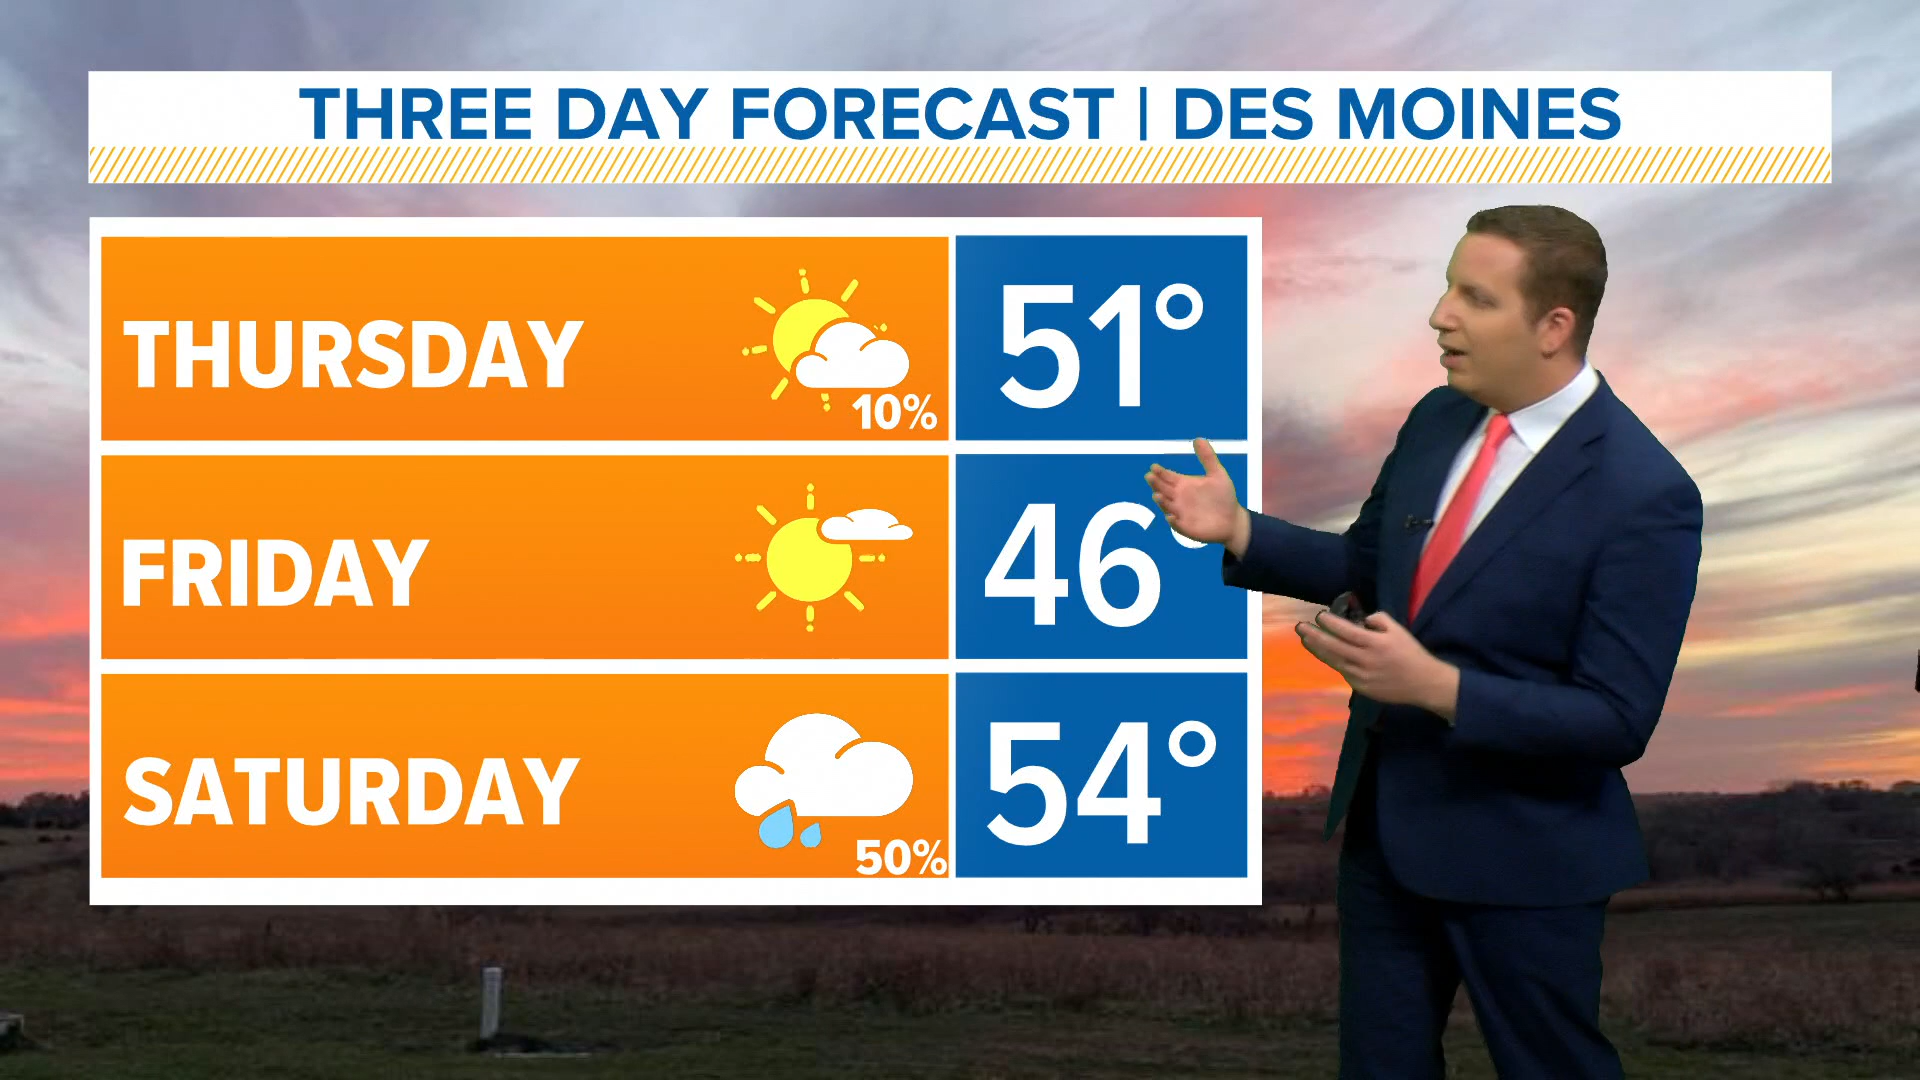 THREE DAY FORECAST | DES MOINES
THURSDAY 10% 51°
FRIDAY 46°
SATURDAY 50% 54°